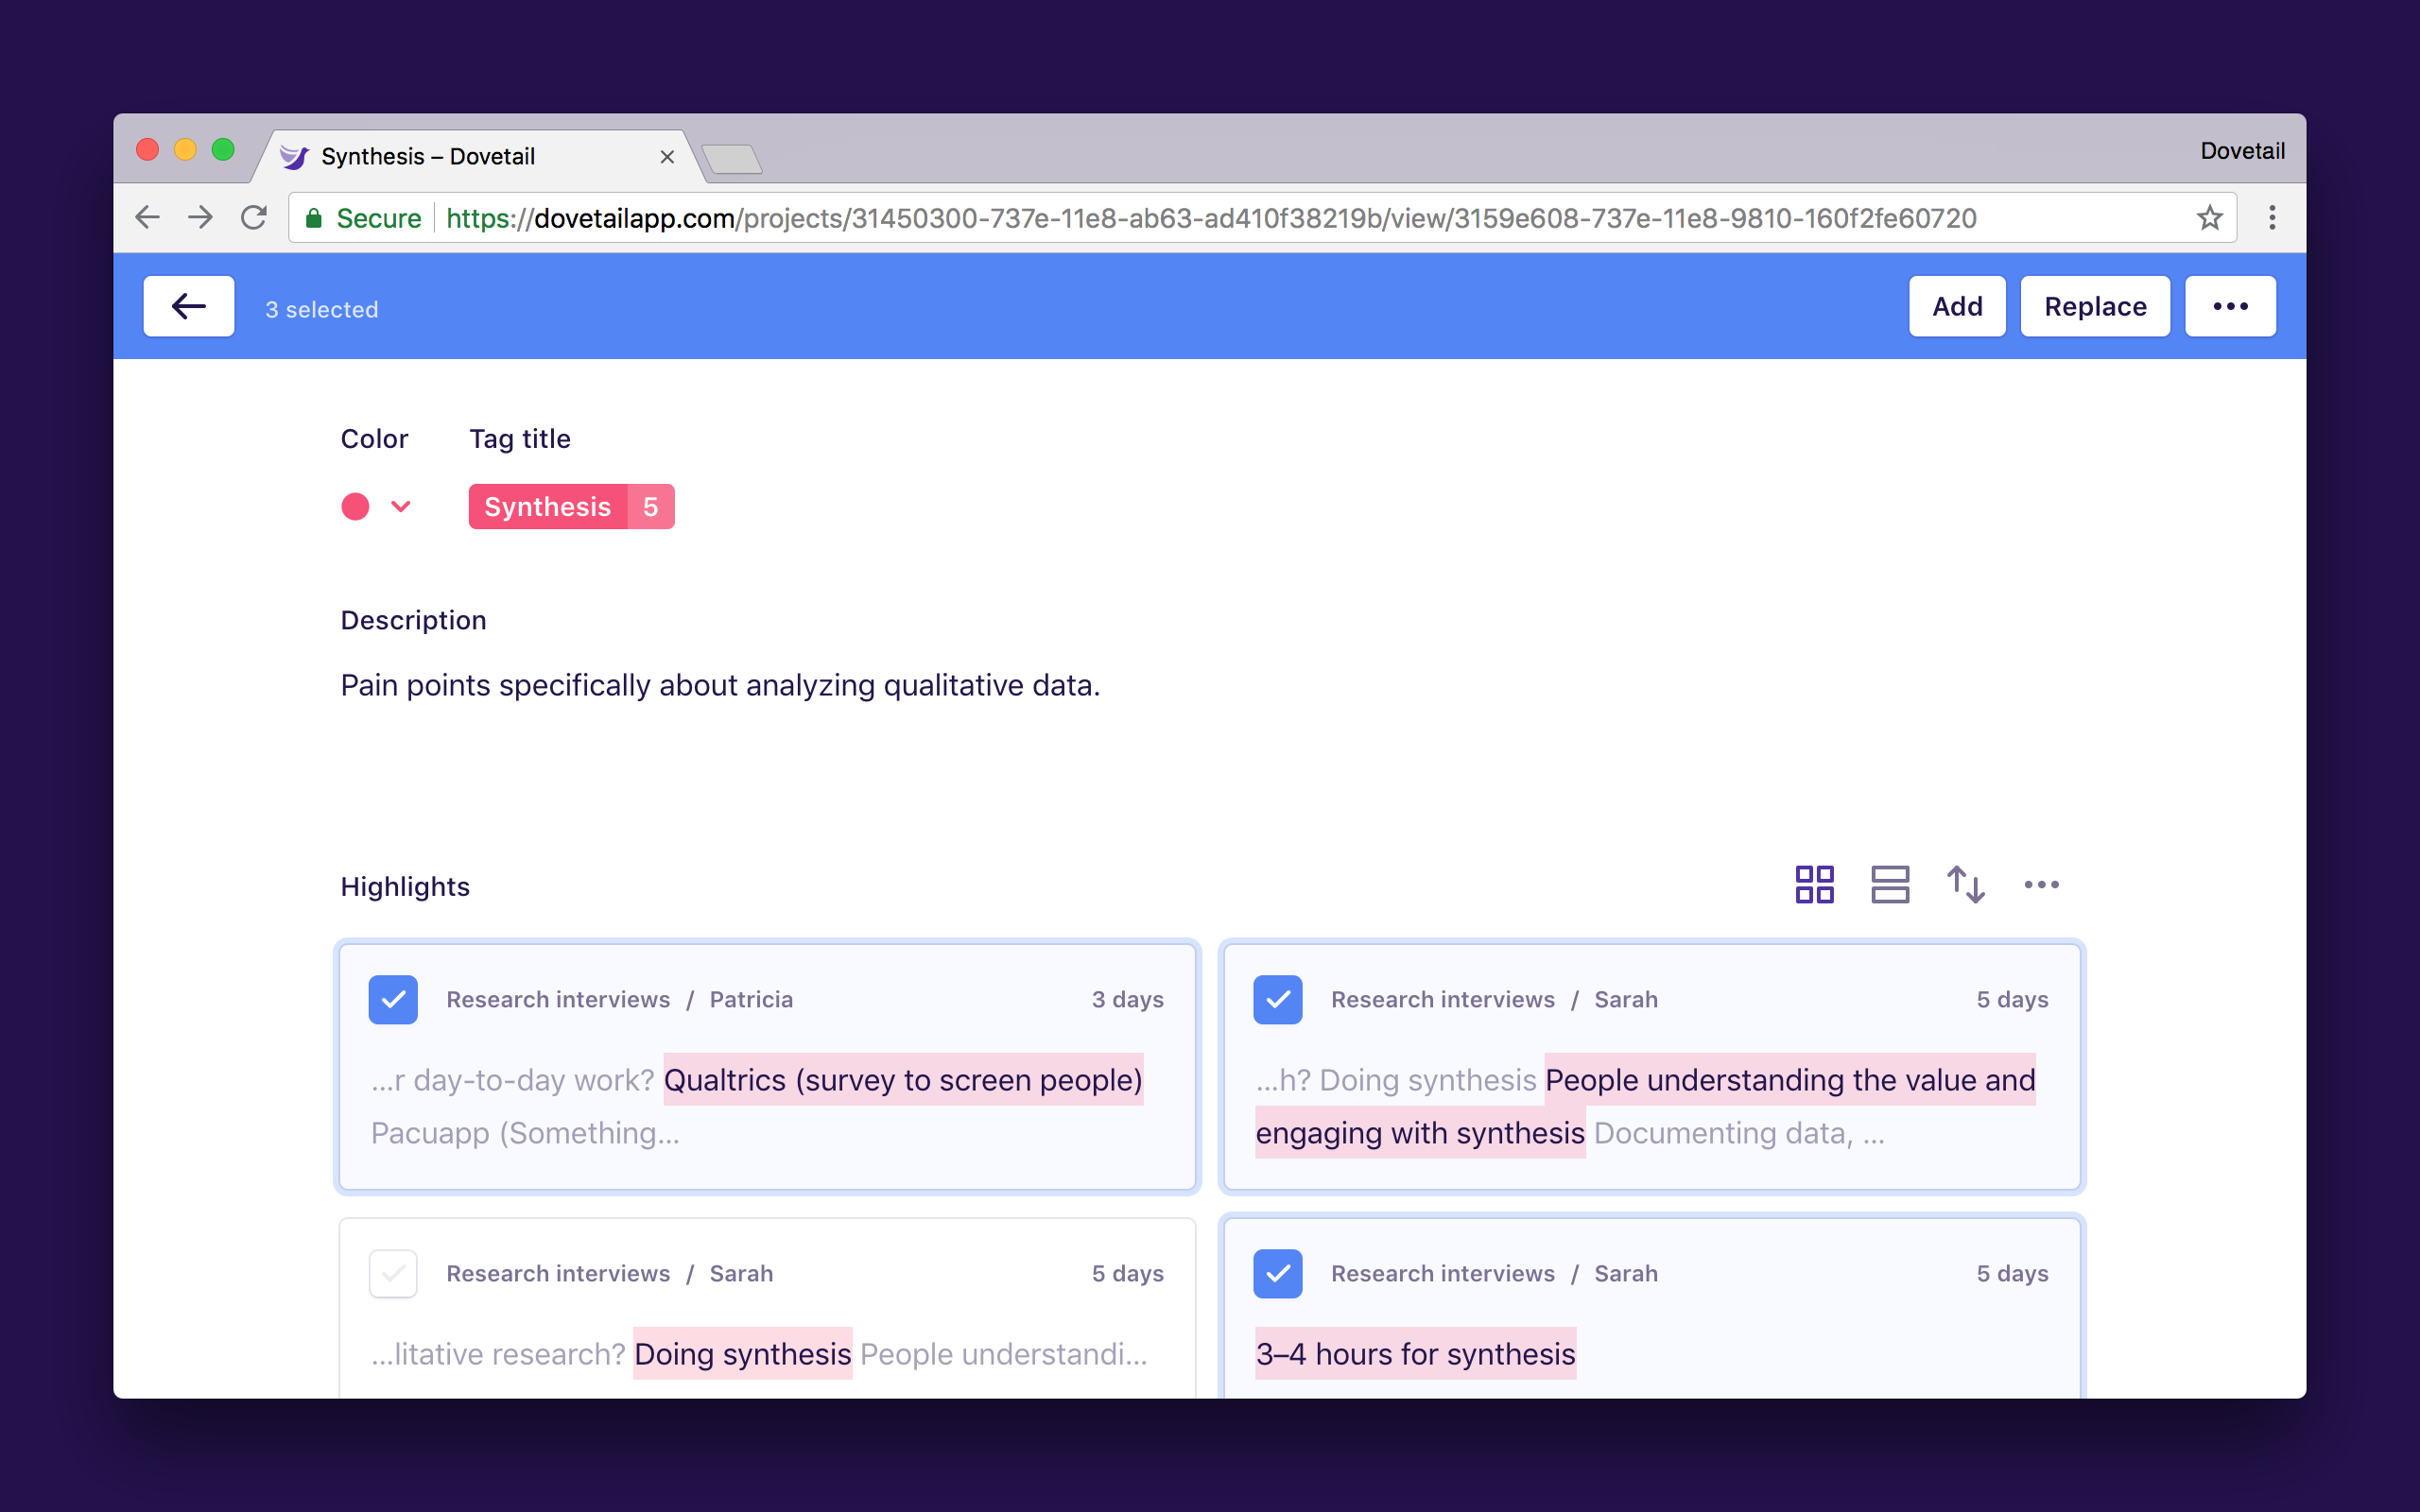 Synthesis – Dovetail
Dovetail
Secure https://dovetailapp.com/projects/31450300-737e-11e8-ab63-ad410f38219b/view/3159e608-737e-11e8-9810-160f2fe60720
3 selected
Add Replace
Color Tag title
Synthesis 5
Description
Pain points specifically about analyzing qualitative data.
Highlights
Research interviews / Patricia 3 days
...r day-to-day work? Qualtrics (survey to screen people)
Pacuapp (Something...
Research interviews / Sarah 5 days
...h? Doing synthesis People understanding the value and
engaging with synthesis Documenting data, ...
Research interviews / Sarah 5 days
...litative research? Doing synthesis People understandi...
Research interviews / Sarah 5 days
3–4 hours for synthesis